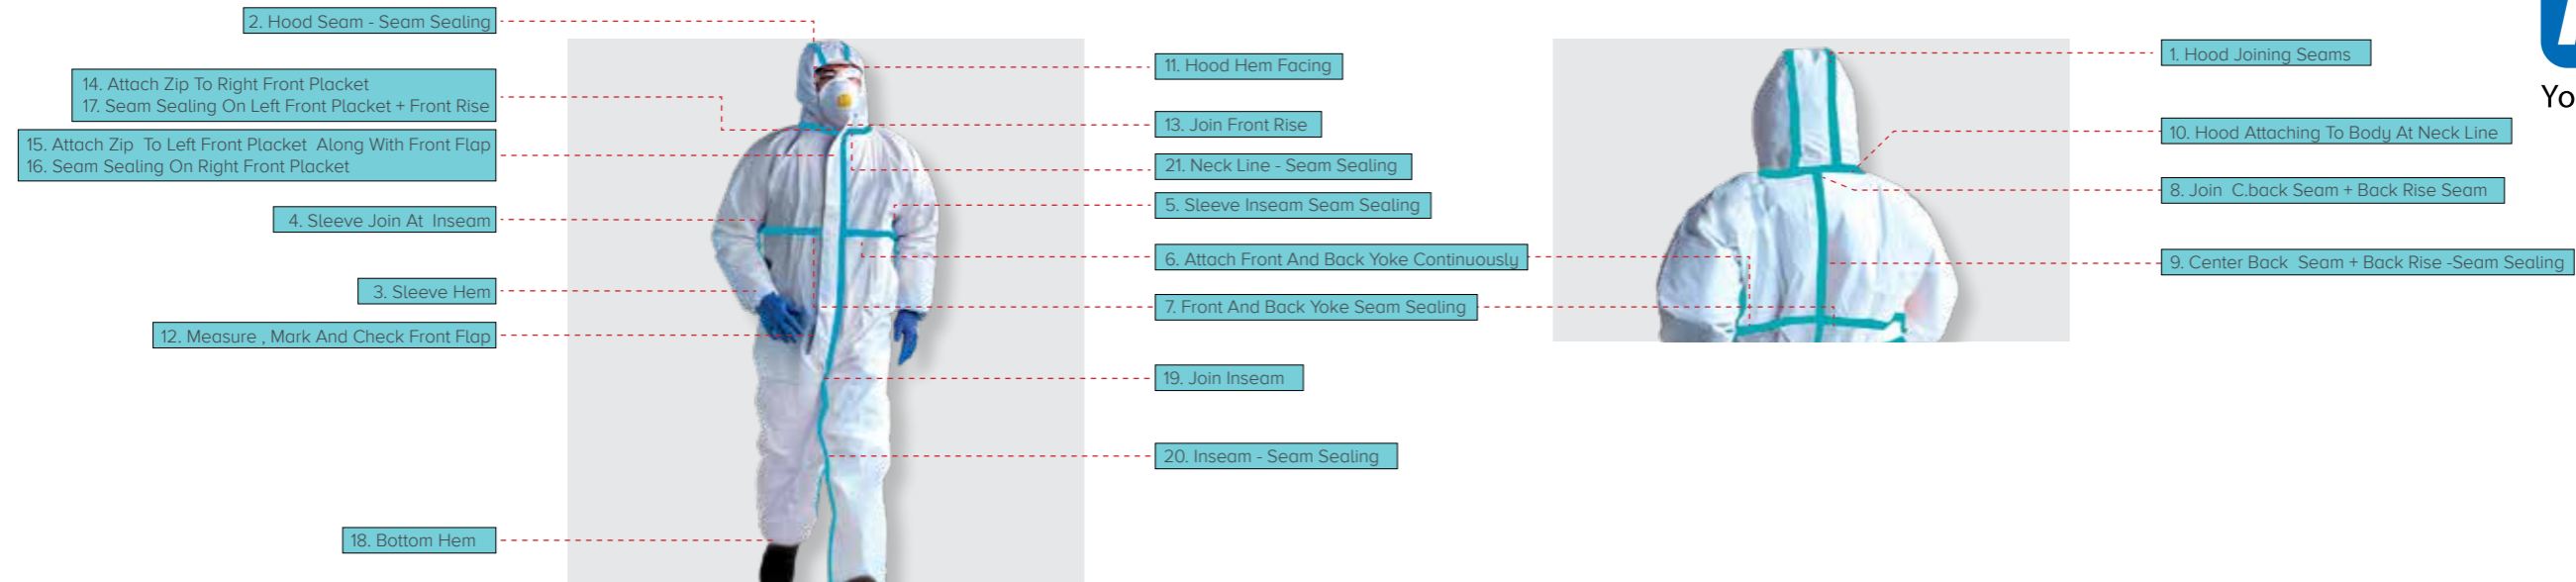 2. Hood Seam - Seam Sealing
14. Attach Zip To Right Front Placket
17. Seam Sealing On Left Front Placket + Front Rise
15. Attach Zip  To Left Front Placket  Along With Front Flap
16. Seam Sealing On Right Front Placket
4. Sleeve Join At  Inseam
3. Sleeve Hem
12. Measure , Mark And Check Front Flap
18. Bottom Hem
11. Hood Hem Facing
13. Join Front Rise
21. Neck Line - Seam Sealing
5. Sleeve Inseam Seam Sealing
6. Attach Front And Back Yoke Continuously
7. Front And Back Yoke Seam Sealing
19. Join Inseam
20. Inseam - Seam Sealing
1. Hood Joining Seams
10. Hood Attaching To Body At Neck Line
8. Join  C.back Seam + Back Rise Seam
9. Center Back  Seam + Back Rise -Seam Sealing
Yo